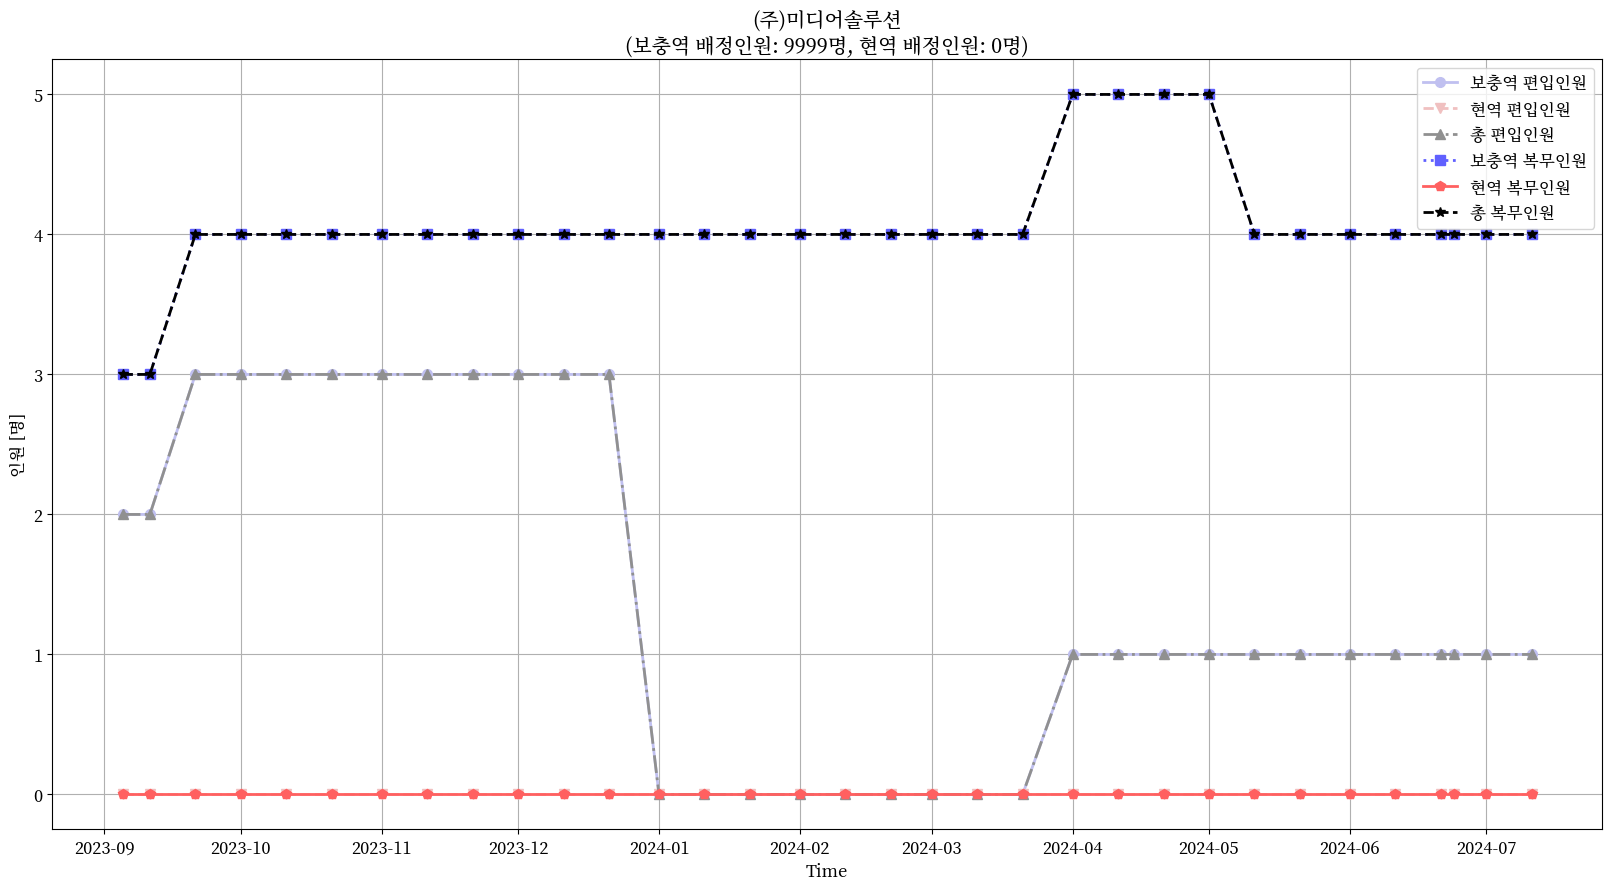 (주)미디어솔루션
(보충역 배정인원: 9999명, 현역 배정인원: 0명)
보충역 편입인원
현역 편입인원
총 편입인원
보충역 복무인원
현역 복무인원
총 복무인원
5
4
3
2
1
0
인원 [명]
2023-09 2023-10 2023-11 2023-12 2024-01 2024-02 2024-03 2024-04 2024-05 2024-06 2024-07
Time